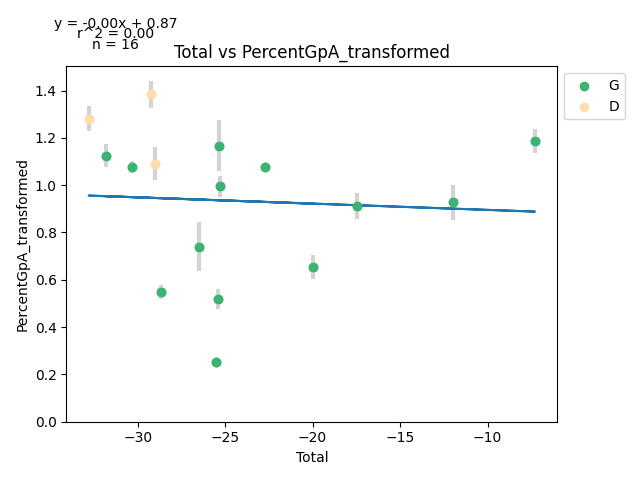 y = -0.00x + 0.87
r^2 = 0.00
n = 16
Total vs PercentGpA_transformed
G
D
PercentGpA_transformed
1.4
1.2
1.0
0.8
0.6
0.4
0.2
0.0
−30
−25
−20
−15
−10
Total